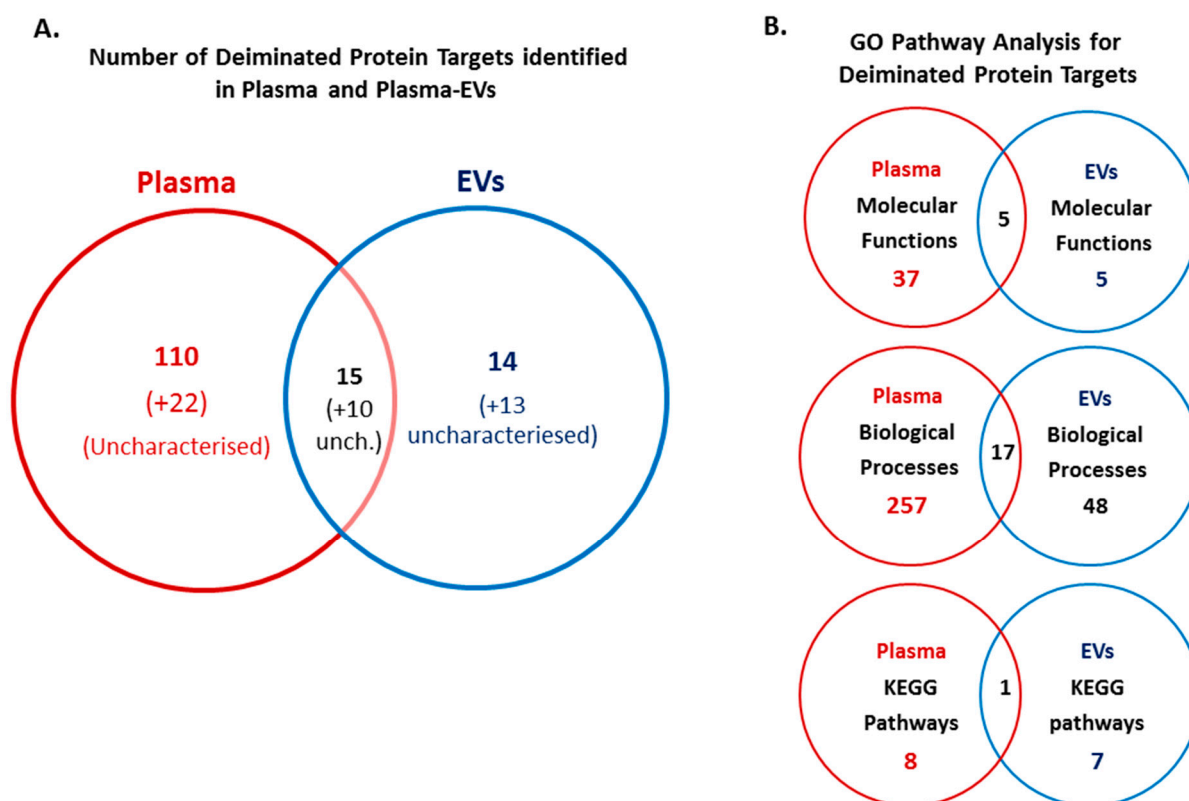 A.
Number of Deiminated Protein Targets identified
in Plasma and Plasma-EVs
Plasma
EVs
110
(+22)
(Uncharacterised)
15
(+10
unch.)
14
(+13
uncharacteriesed)
B.
GO Pathway Analysis for
Deiminated Protein Targets
Plasma
Molecular
Functions
37
5
EVs
Molecular
Functions
5
Plasma
Biological
Processes
257
17
EVs
Biological
Processes
48
Plasma
KEGG
Pathways
8
1
EVs
KEGG
pathways
7